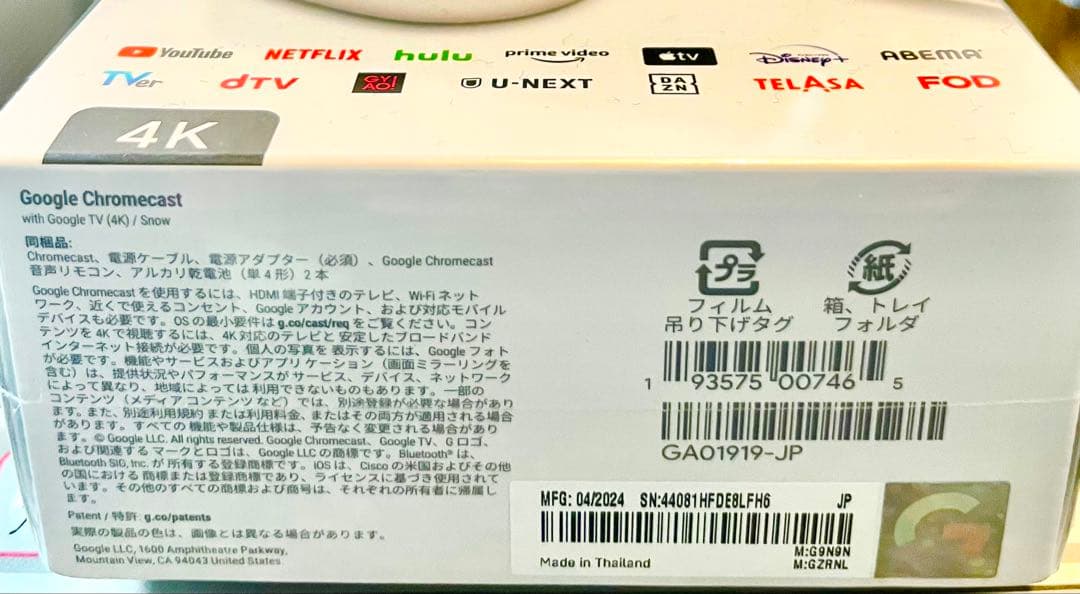 YouTube NETFLIX hulu prime video tv Disney+ ABEMA
TVer dTV GYAO! U-NEXT DAZN TELASA FOD
4K
Google Chromecast
with Google TV (4K) / Snow
同梱品:
Chromecast、電源ケーブル、電源アダプター（必須）、Google Chromecast
音声リモコン、アルカリ乾電池（単4形）2本
Google Chromecast を使用するには、HDMI 端子付きのテレビ、Wi-Fi ネット
ワーク、近くで使えるコンセント、Google アカウント、および対応モバイル
デバイスも必要です。OS の最小要件は g.co/cast/req をご覧ください。コン
テンツを 4K で視聴するには、4K 対応のテレビと安定したブロードバンド
インターネット接続が必要です。個人の写真を表示するには、Google フォト
が必要です。機能やサービスおよびアプリケーション（画面ミラーリングを
含む）は、提供状況やパフォーマンスがサービス、デバイス、ネットワーク
によって異なり、地域によっては利用できないものもあります。一部の
コンテンツ（メディア コンテンツなど）では、別途登録が必要な場合があり
ます。また、別途利用規約または利用料金、またはその両方が適用される場合
があります。すべての機能や製品仕様は、予告なく変更される場合があり
ます。© Google LLC. All rights reserved. Google Chromecast、Google TV、G ロゴ、
および関連するマークとロゴは、Google LLC の商標です。Bluetooth® は、
Bluetooth SIG, Inc. が所有する登録商標です。iOS は、Cisco の米国およびその他
の国における商標または登録商標であり、ライセンスに基づき使用されて
います。その他のすべての商標および商号は、それぞれの所有者に帰属し
ます。
Patent / 特許: g.co/patents
実際の製品の色は、画像とは異なる場合があります。
Google LLC, 1600 Amphitheatre Parkway,
Mountain View, CA 94043 United States
プラ
フィルム
吊り下げタグ
紙
箱、トレイ
フォルダ
1 93575 00746 5
GA01919-JP
MFG: 04/2024 SN:44081HFDE8LFH6 JP
M:G9N9N
Made in Thailand M:GZRNL
G